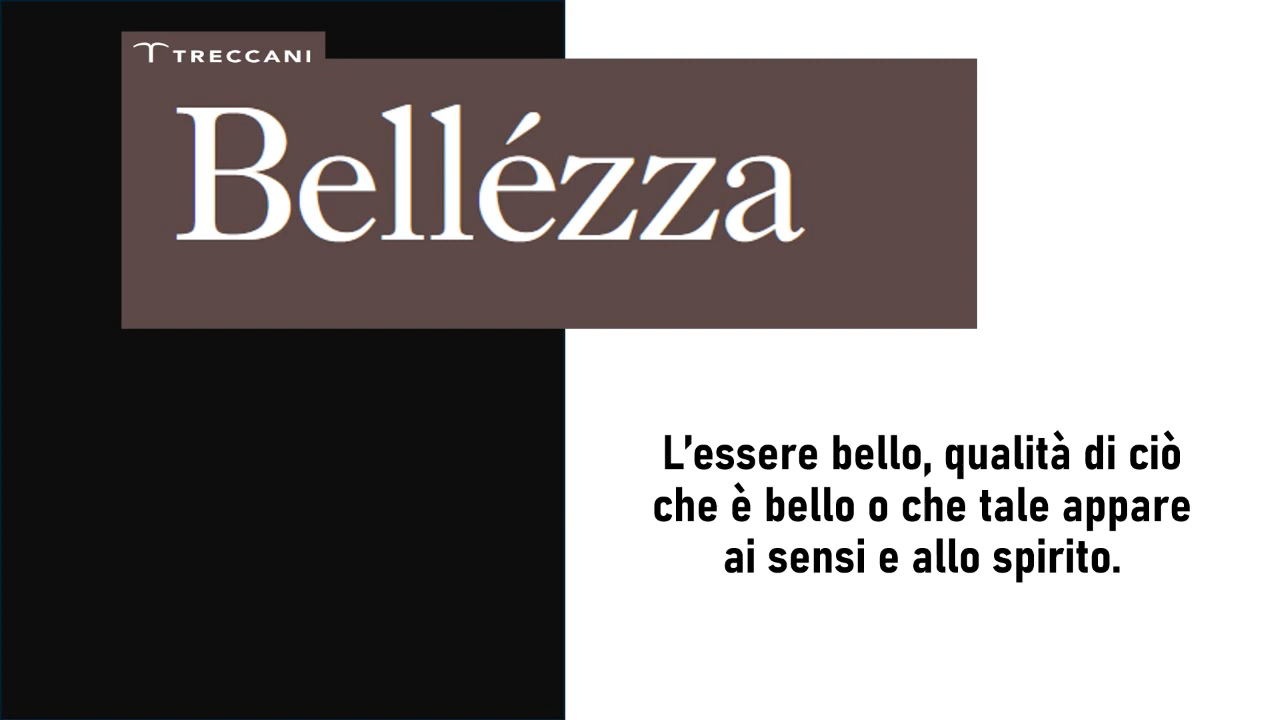 TRECCANI
Bellézza
L’essere bello, qualità di ciò
che è bello o che tale appare
ai sensi e allo spirito.